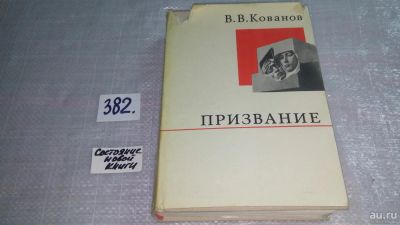 В.В.Кованов
382.
ПРИЗВАНИЕ
Состояние
новой
книги
au.ru